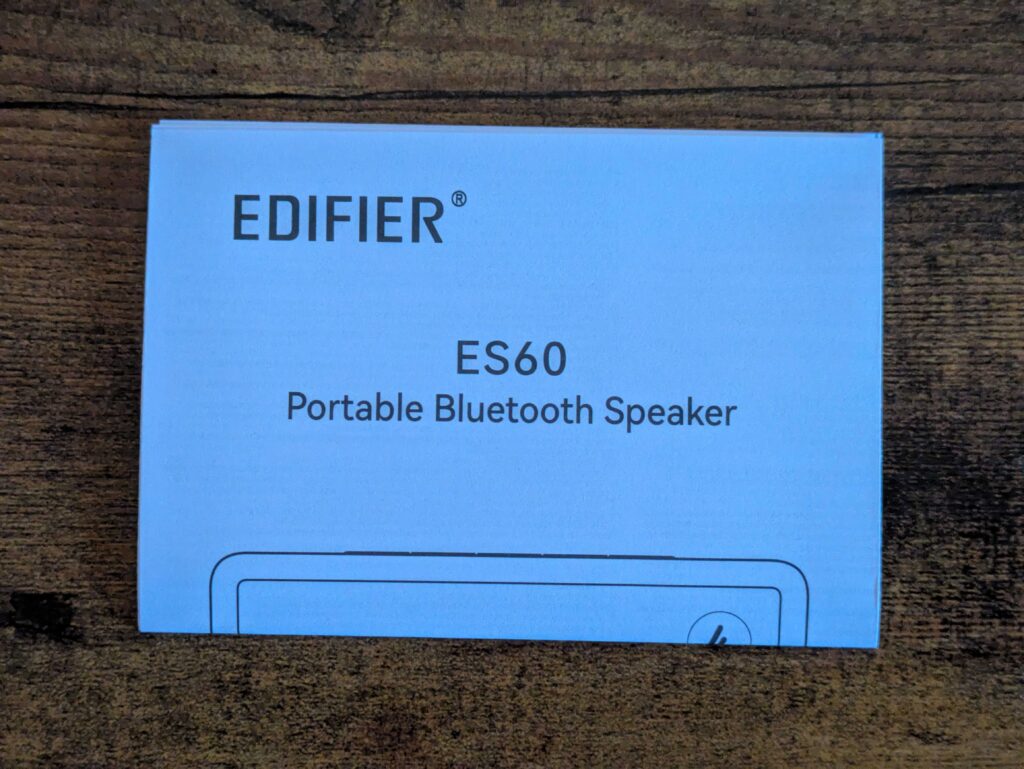 EDIFIER®
ES60
Portable Bluetooth Speaker